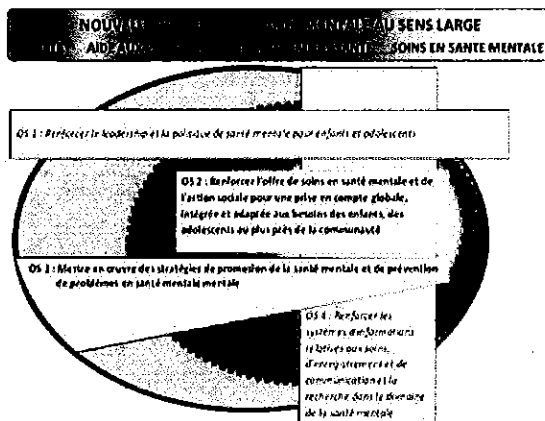 NOUVELLE MENTALE AU SENS LARGE
AIDE AUX SOINS EN SANTE MENTALE
OS 1 : Renforcer le leadership et la politique de santé mentale pour enfants et adolescents
OS 2 : Renforcer l'offre de soins en santé mentale et de
l'action sociale pour une prise en compte globale,
intégrée et adaptée aux besoins des enfants, des
adolescents au plus près de la communauté
OS 3 : Mettre en œuvre des stratégies de promotion de la santé mentale et de prévention
de problèmes en santé mentale mentale
OS 4 : Renforcer les
systèmes d'informations
relatives aux soins,
d'enregistrement et de
communication et la
recherche dans le domaine
de la santé mentale